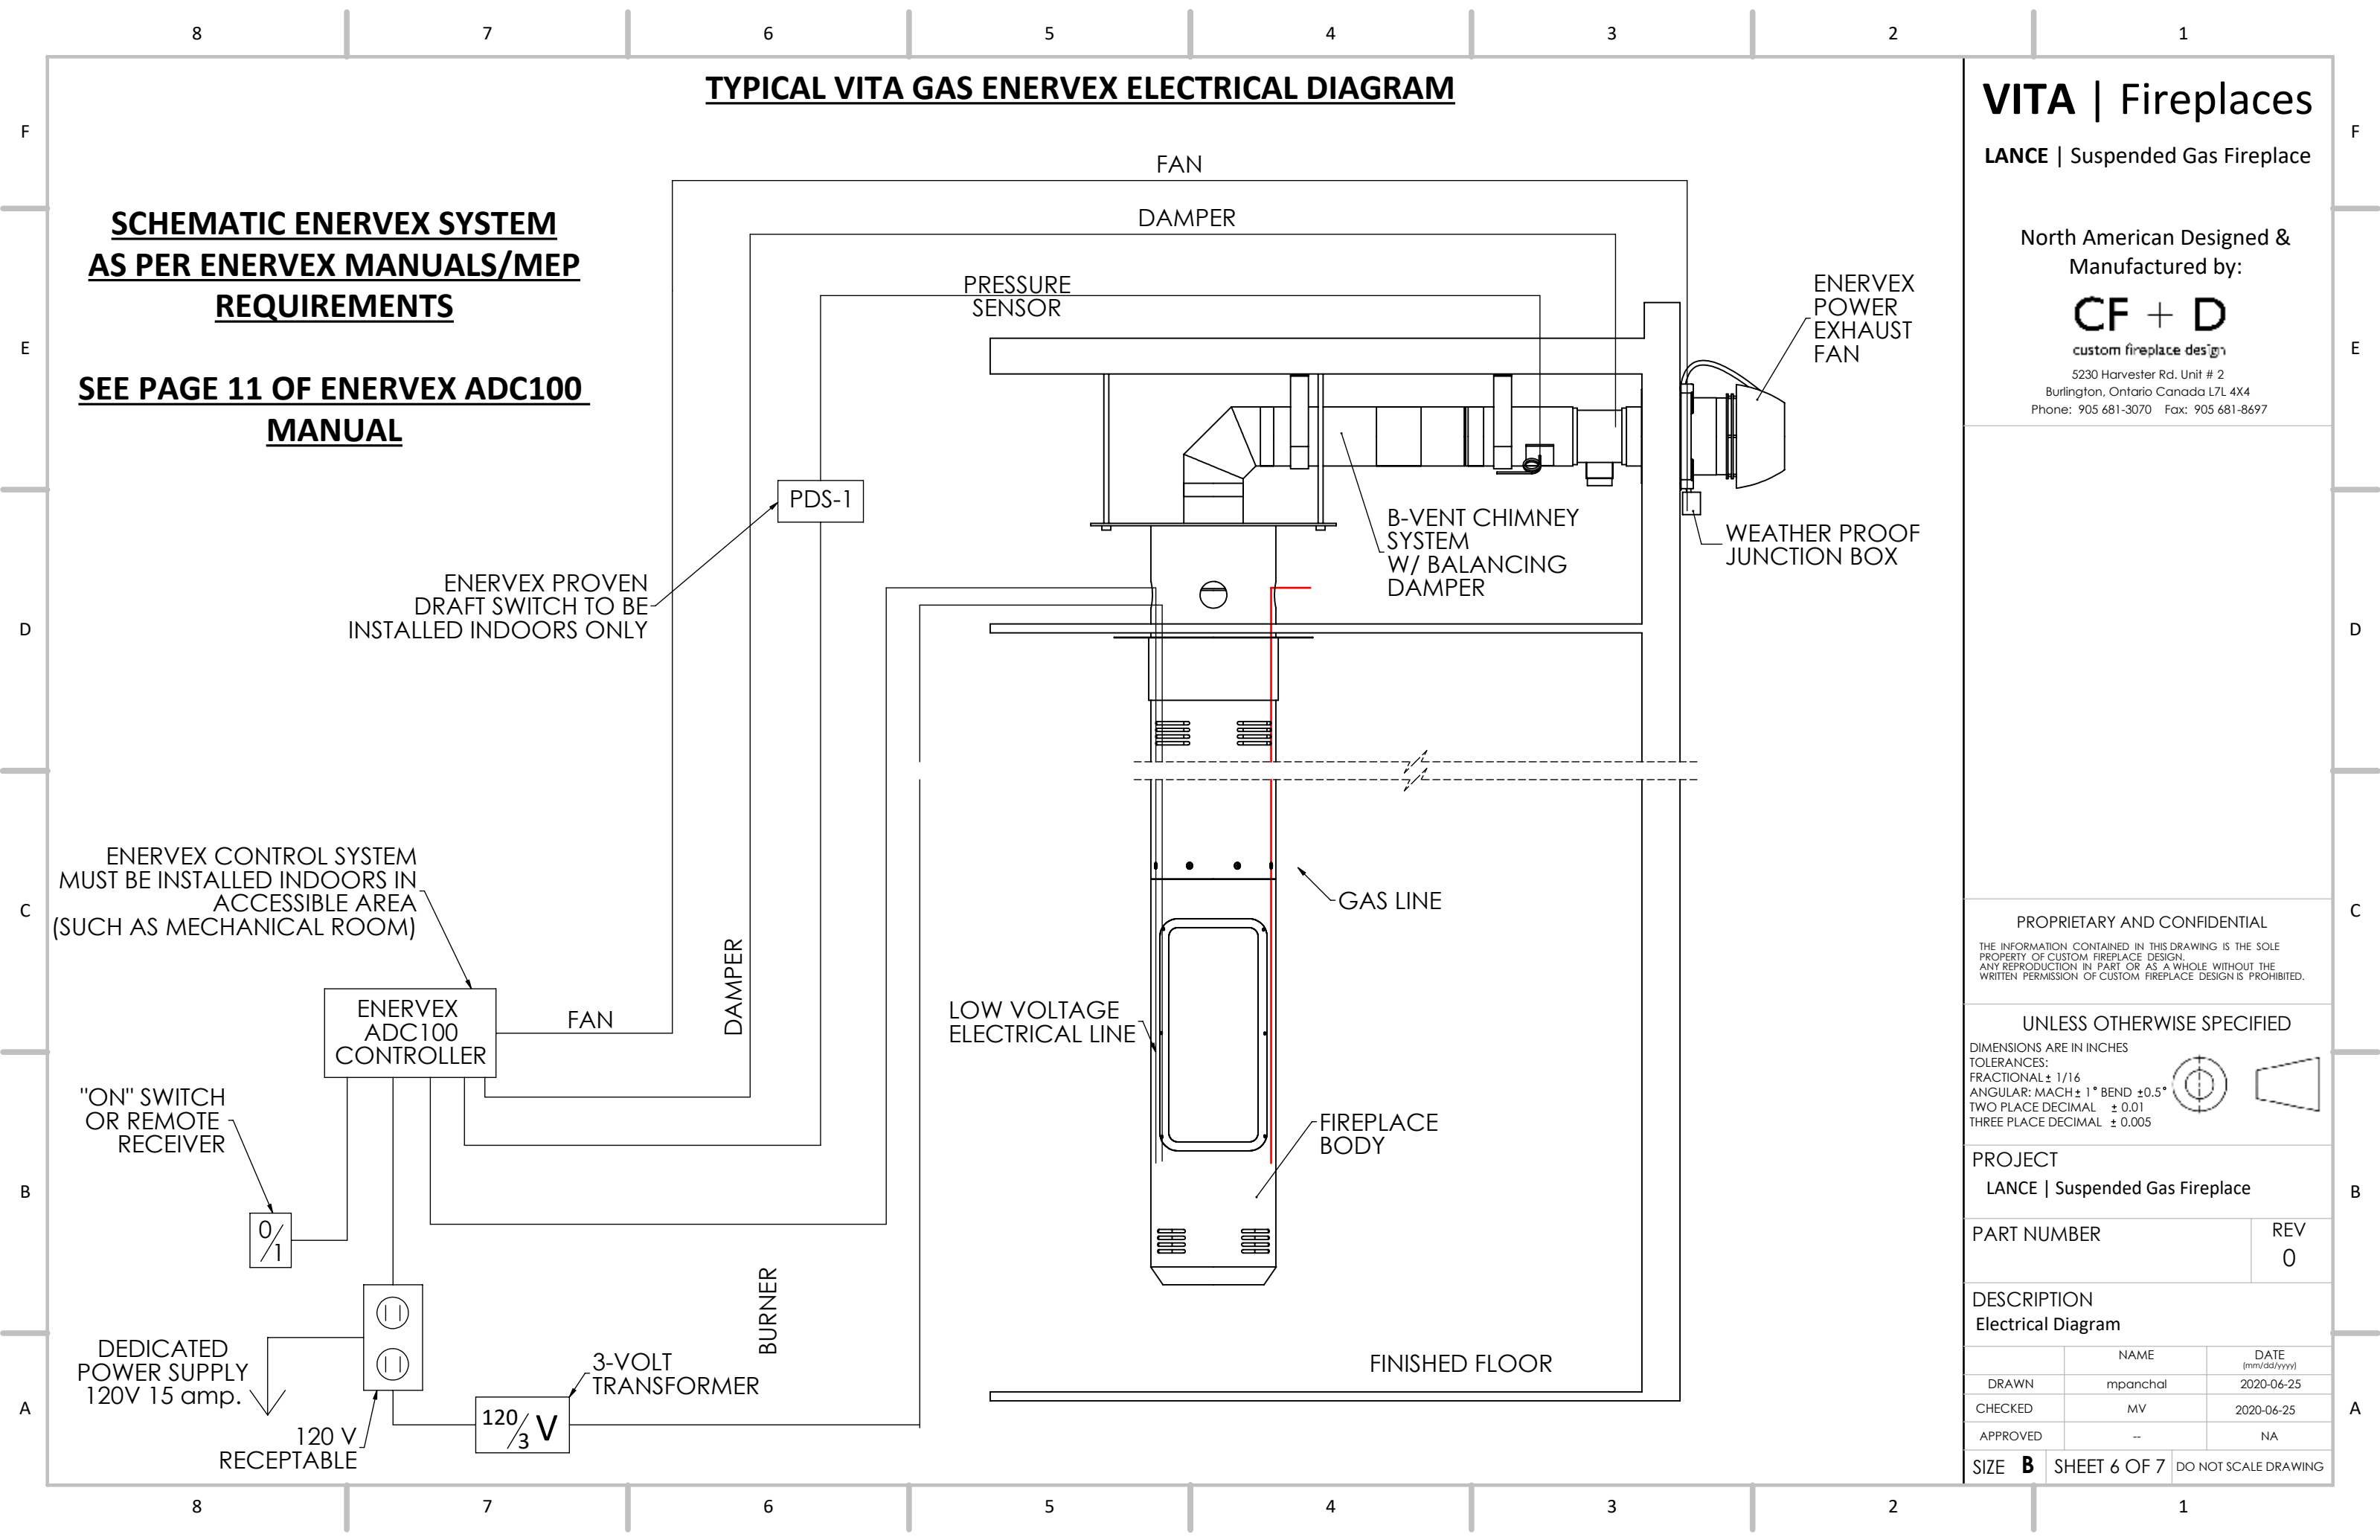 8 7 6 5 4 3 2 1
F
E
D
C
B
A
TYPICAL VITA GAS ENERVEX ELECTRICAL DIAGRAM
SCHEMATIC ENERVEX SYSTEM
AS PER ENERVEX MANUALS/MEP
REQUIREMENTS
SEE PAGE 11 OF ENERVEX ADC100
MANUAL
FAN
DAMPER
PRESSURE
SENSOR
ENERVEX
POWER
EXHAUST
FAN
PDS-1
B-VENT CHIMNEY
SYSTEM
W/ BALANCING
DAMPER
WEATHER PROOF
JUNCTION BOX
ENERVEX PROVEN
DRAFT SWITCH TO BE
INSTALLED INDOORS ONLY
ENERVEX CONTROL SYSTEM
MUST BE INSTALLED INDOORS IN
ACCESSIBLE AREA
(SUCH AS MECHANICAL ROOM)
GAS LINE
ENERVEX
ADC100
CONTROLLER
FAN
DAMPER
LOW VOLTAGE
ELECTRICAL LINE
"ON" SWITCH
OR REMOTE
RECEIVER
0/1
FIREPLACE
BODY
BURNER
DEDICATED
POWER SUPPLY
120V 15 amp.
120 V
RECEPTABLE
3-VOLT
TRANSFORMER
120/3 V
FINISHED FLOOR
VITA | Fireplaces
LANCE | Suspended Gas Fireplace
North American Designed &
Manufactured by:
CF + D
custom fireplace design
5230 Harvester Rd. Unit # 2
Burlington, Ontario Canada L7L 4X4
Phone: 905 681-3070 Fax: 905 681-8697
PROPRIETARY AND CONFIDENTIAL
THE INFORMATION CONTAINED IN THIS DRAWING IS THE SOLE
PROPERTY OF CUSTOM FIREPLACE DESIGN.
ANY REPRODUCTION IN PART OR AS A WHOLE WITHOUT THE
WRITTEN PERMISSION OF CUSTOM FIREPLACE DESIGN IS PROHIBITED.
UNLESS OTHERWISE SPECIFIED
DIMENSIONS ARE IN INCHES
TOLERANCES:
FRACTIONAL ± 1/16
ANGULAR: MACH± 1° BEND ±0.5°
TWO PLACE DECIMAL ± 0.01
THREE PLACE DECIMAL ± 0.005
PROJECT
LANCE | Suspended Gas Fireplace
PART NUMBER
REV
0
DESCRIPTION
Electrical Diagram
NAME DATE
(mm/dd/yyyy)
DRAWN mpanchal 2020-06-25
CHECKED MV 2020-06-25
APPROVED -- NA
SIZE B SHEET 6 OF 7 DO NOT SCALE DRAWING
F
E
D
C
B
A
8 7 6 5 4 3 2 1